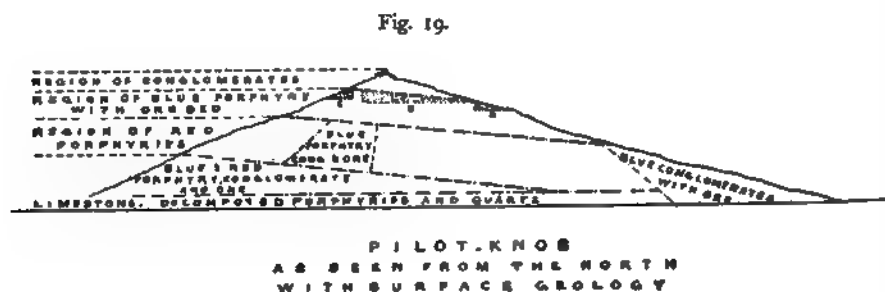 Fig. 19.
REGION OF CONGLOMERATES
REGION OF BLUE PORPHYRY
WITH ORE BED
REGION OF RED
PORPHYRIES
BLUE
PORPHYRY
BLUE & RED
PORPHYRY, CONGLOMERATE
AND ORE
BLUE CONGLOMERATES
WITH
ORE
LIMESTONE, DECOMPOSED PORPHYRIES AND QUARTZ
PILOT-KNOB
AS SEEN FROM THE NORTH
WITH SURFACE GEOLOGY